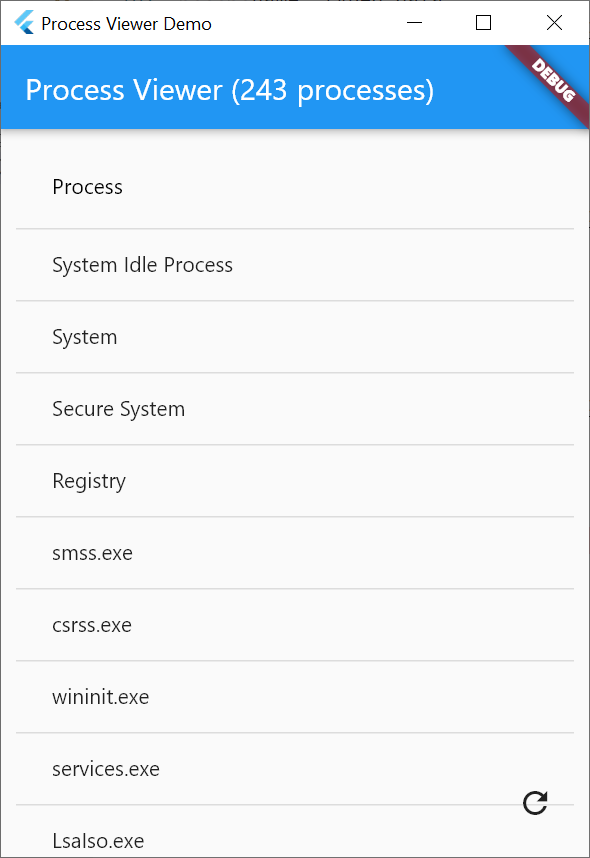 Process Viewer Demo
DEBUG
Process Viewer (243 processes)
Process
System Idle Process
System
Secure System
Registry
smss.exe
csrss.exe
wininit.exe
services.exe
LsaIso.exe